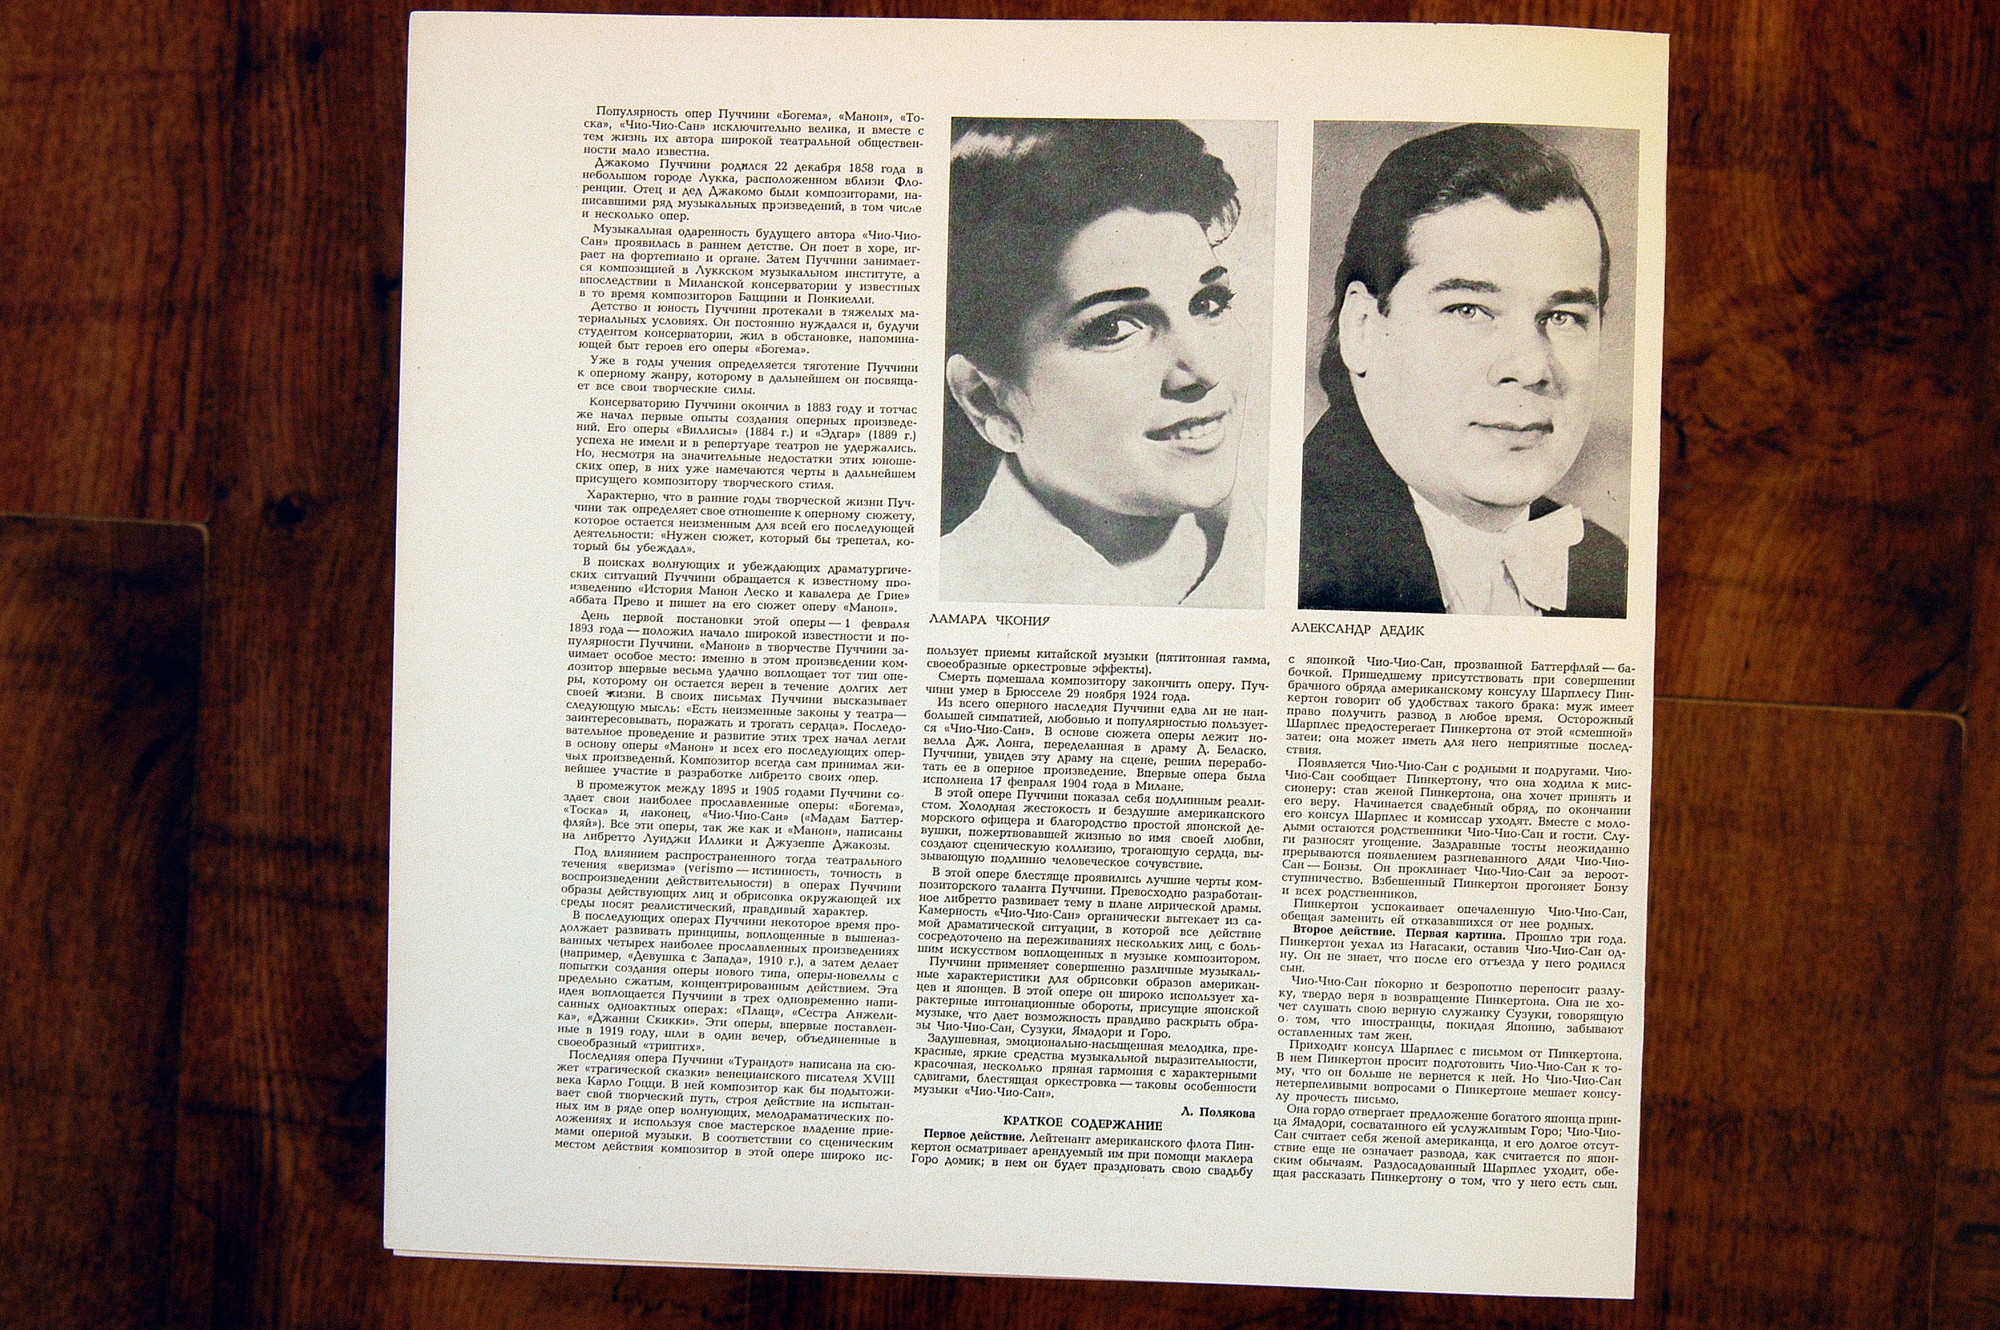 Популярность опер Пуччини «Богема», «Манон», «То-
ска», «Чио-Чио-Сан» исключительно велика, и вместе с
тем жизнь их автора широкой театральной обществен-
ности мало известна.
Джакомо Пуччини родился 22 декабря 1858 года в
небольшом городе Лукка, расположенном вблизи Фло-
ренции. Отец и дед Джакомо были композиторами, на-
писавшими ряд музыкальных произведений, в том числе
и несколько опер.
Музыкальная одаренность будущего автора «Чио-Чио-
Сан» проявилась в раннем детстве. Он поет в хоре, иг-
рает на фортепиано и органе. Затем Пуччини занимает-
ся композицией в Луккском музыкальном институте, а
впоследствии в Миланской консерватории у известных
в то время композиторов Баццини и Понкиелли.
Детство и юность Пуччини протекали в тяжелых ма-
териальных условиях. Он постоянно нуждался и, будучи
студентом консерватории, жил в обстановке, напомина-
ющей быт героев его оперы «Богема».
Уже в годы учения определяется тяготение Пуччини
к оперному жанру, которому в дальнейшем он посвяща-
ет все свои творческие силы.
Консерваторию Пуччини окончил в 1883 году и тотчас
же начал первые опыты создания оперных произведе-
ний. Его оперы «Виллисы» (1884 г.) и «Эдгар» (1889 г.)
успеха не имели и в репертуаре театров не удержались.
Но, несмотря на значительные недостатки этих юноше-
ских опер, в них уже намечаются черты в дальнейшем
присущего композитору творческого стиля.
Характерно, что в ранние годы творческой жизни Пуч-
чини так определяет свое отношение к оперному сюжету,
которое остается неизменным для всей его последующей
деятельности: «Нужен сюжет, который бы трепетал, ко-
торый бы убеждал».
В поисках волнующих и убеждающих драматургиче-
ских ситуаций Пуччини обращается к известному про-
изведению «История Манон Леско и кавалера де Грие»
аббата Прево и пишет на его сюжет оперу «Манон».
День первой постановки этой оперы — 1 февраля
1893 года — положил начало широкой известности и по-
пулярности Пуччини. «Манон» в творчестве Пуччини за-
нимает особое место: именно в этом произведении ком-
позитор впервые весьма удачно воплощает тот тип опе-
ры, которому он остается верен в течение долгих лет
своей жизни. В своих письмах Пуччини высказывает
следующую мысль: «Есть неизменные законы у театра—
заинтересовывать, поражать и трогать сердца». Последо-
вательное проведение и развитие этих трех начал легли
в основу оперы «Манон» и всех его последующих опер-
ных произведений. Композитор всегда сам принимал жи-
вейшее участие в разработке либретто своих опер.
В промежуток между 1895 и 1905 годами Пуччини со-
здает свои наиболее прославленные оперы: «Богема»,
«Тоска» и, наконец, «Чио-Чио-Сан» («Мадам Баттер-
фляй»). Все эти оперы, так же как и «Манон», написаны
на либретто Луиджи Иллики и Джузеппе Джакозы.
Под влиянием распространенного тогда театрального
течения «веризма» (verismo — истинность, точность в
воспроизведении действительности) в операх Пуччини
образы действующих лиц и обрисовка окружающей их
среды носят реалистический, правдивый характер.
В последующих операх Пуччини некоторое время про-
должает развивать принципы, воплощенные в вышеназ-
ванных четырех наиболее прославленных произведениях
(например, «Девушка с Запада», 1910 г.), а затем делает
попытки создания оперы нового типа, оперы-новеллы с
предельно сжатым, концентрированным действием. Эта
идея воплощается Пуччини в трех одновременно напи-
санных одноактных операх: «Плащ», «Сестра Анжели-
ка», «Джанни Скикки». Эти оперы, впервые поставлен-
ные в 1919 году, шли в один вечер, объединенные в
своеобразный «триптих».
Последняя опера Пуччини «Турандот» написана на сю-
жет «трагической сказки» венецианского писателя XVIII
века Карло Гоцци. В ней композитор как бы подытожи-
вает свой творческий путь, строя действие на испытан-
ных им в ряде опер волнующих, мелодраматических по-
ложениях и используя свое мастерское владение прие-
мами оперной музыки. В соответствии со сценическим
местом действия композитор в этой опере широко ис-
ЛАМАРА ЧКОНИЯ
пользует приемы китайской музыки (пятитонная гамма,
своеобразные оркестровые эффекты).
Смерть помешала композитору закончить оперу. Пуч-
чини умер в Брюсселе 29 ноября 1924 года.
Из всего оперного наследия Пуччини едва ли не наи-
большей симпатией, любовью и популярностью пользует-
ся «Чио-Чио-Сан». В основе сюжета оперы лежит но-
велла Дж. Лонга, переделанная в драму Д. Беласко.
Пуччини, увидев эту драму на сцене, решил перерабо-
тать ее в оперное произведение. Впервые опера была
исполнена 17 февраля 1904 года в Милане.
В этой опере Пуччини показал себя подлинным реали-
стом. Холодная жестокость и бездушие американского
морского офицера и благородство простой японской де-
вушки, пожертвовавшей жизнью во имя своей любви,
создают сценическую коллизию, трогающую сердца, вы-
зывающую подлинно человеческое сочувствие.
В этой опере блестяще проявились лучшие черты ком-
позиторского таланта Пуччини. Превосходно разработан-
ное либретто развивает тему в плане лирической драмы.
Камерность «Чио-Чио-Сан» органически вытекает из са-
мой драматической ситуации, в которой все действие
сосредоточено на переживаниях нескольких лиц, с боль-
шим искусством воплощенных в музыке композитором.
Пуччини применяет совершенно различные музыкаль-
ные характеристики для обрисовки образов американ-
цев и японцев. В этой опере он широко использует ха-
рактерные интонационные обороты, присущие японской
музыке, что дает возможность правдиво раскрыть обра-
зы Чио-Чио-Сан, Сузуки, Ямадори и Горо.
Задушевная, эмоционально-насыщенная мелодика, пре-
красные, яркие средства музыкальной выразительности,
красочная, несколько пряная гармония с характерными
сдвигами, блестящая оркестровка — таковы особенности
музыки «Чио-Чио-Сан».
Л. Полякова
КРАТКОЕ СОДЕРЖАНИЕ
Первое действие. Лейтенант американского флота Пин-
кертон осматривает арендуемый им при помощи маклера
Горо домик; в нем он будет праздновать свою свадьбу
АЛЕКСАНДР ДЕДИК
с японкой Чио-Чио-Сан, прозванной Баттерфляй — ба-
бочкой. Пришедшему присутствовать при совершении
брачного обряда американскому консулу Шарплесу Пин-
кертон говорит об удобствах такого брака: муж имеет
право получить развод в любое время. Осторожный
Шарплес предостерегает Пинкертона от этой «смешной»
затеи: она может иметь для него неприятные послед-
ствия.
Появляется Чио-Чио-Сан с родными и подругами. Чио-
Чио-Сан сообщает Пинкертону, что она ходила к мис-
сионеру: став женой Пинкертона, она хочет принять и
его веру. Начинается свадебный обряд, по окончании
его консул Шарплес и комиссар уходят. Вместе с моло-
дыми остаются родственники Чио-Чио-Сан и гости. Слу-
ги разносят угощение. Заздравные тосты неожиданно
прерываются появлением разгневанного дяди Чио-Чио-
Сан — Бонзы. Он проклинает Чио-Чио-Сан за вероот-
ступничество. Взбешенный Пинкертон прогоняет Бонзу
и всех родственников.
Пинкертон успокаивает опечаленную Чио-Чио-Сан,
обещая заменить ей отказавшихся от нее родных.
Второе действие. Первая картина. Прошло три года.
Пинкертон уехал из Нагасаки, оставив Чио-Чио-Сан од-
ну. Он не знает, что после его отъезда у него родился
сын.
Чио-Чио-Сан покорно и безропотно переносит разлу-
ку, твердо веря в возвращение Пинкертона. Она не хо-
чет слушать свою верную служанку Сузуки, говорящую
о том, что иностранцы, покидая Японию, забывают
оставленных там жен.
Приходит консул Шарплес с письмом от Пинкертона.
В нем Пинкертон просит подготовить Чио-Чио-Сан к то-
му, что он больше не вернется к ней. Но Чио-Чио-Сан
нетерпеливыми вопросами о Пинкертоне мешает консу-
лу прочесть письмо.
Она гордо отвергает предложение богатого японца прин-
ца Ямадори, сосватанного ей услужливым Горо; Чио-Чио-
Сан считает себя женой американца, и его долгое отсут-
ствие еще не означает развода, как считается по япон-
ским обычаям. Раздосадованный Шарплес уходит, обе-
щая рассказать Пинкертону о том, что у него есть сын.